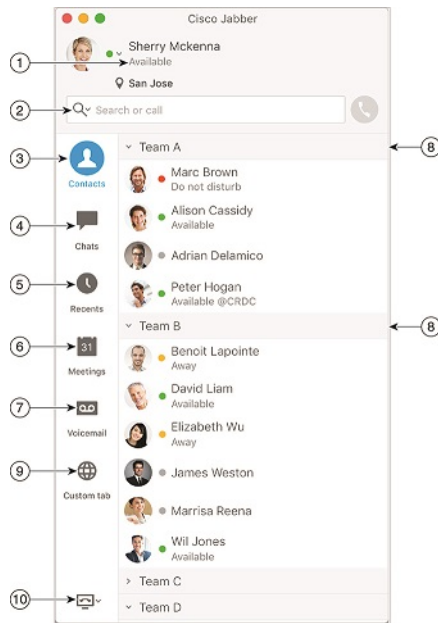 Cisco Jabber
Sherry Mckenna
1
Available
San Jose
2
Search or call
3
Contacts
Team A
8
Marc Brown
Do not disturb
4
Chats
Alison Cassidy
Available
Adrian Delamico
5
Recents
Peter Hogan
Available @CRDC
Team B
8
6
31
Meetings
Benoit Lapointe
Away
David Liam
Available
7
Voicemail
Elizabeth Wu
Away
9
Custom tab
James Weston
Marrisa Reena
Wil Jones
Available
Team C
10
Team D